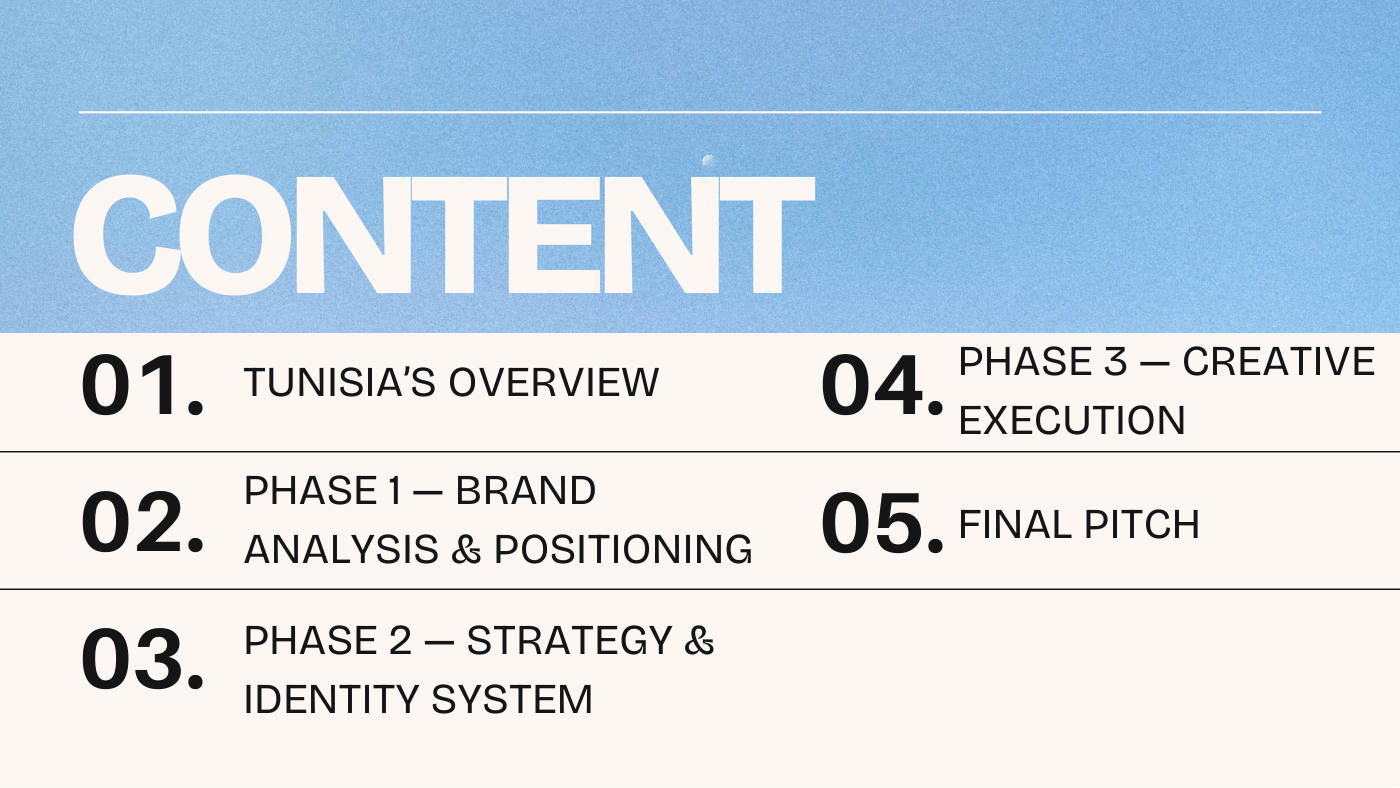 CONTENT
01. TUNISIA'S OVERVIEW
02. PHASE 1 — BRAND
ANALYSIS & POSITIONING
03. PHASE 2 — STRATEGY &
IDENTITY SYSTEM
04. PHASE 3 — CREATIVE
EXECUTION
05. FINAL PITCH